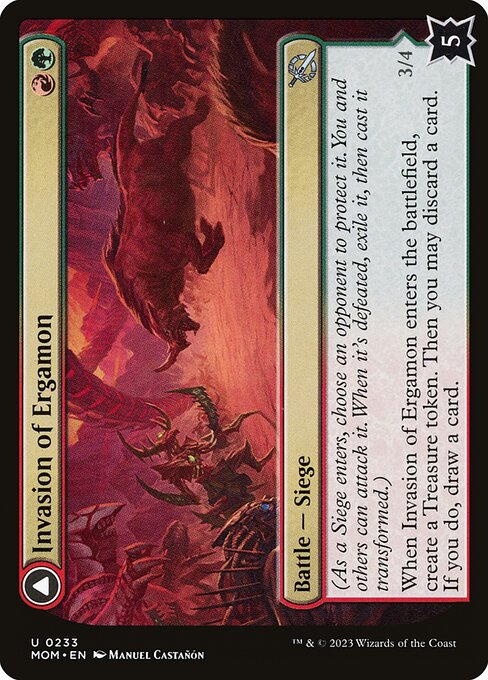 Invasion of Ergamon
Battle — Siege
(As a Siege enters, choose an opponent to protect it. You and
others can attack it. When it's defeated, exile it, then cast it
transformed.)
3/4
When Invasion of Ergamon enters the battlefield,
create a Treasure token. Then you may discard a card.
If you do, draw a card.
5
U 0233
MOM • EN Manuel Castañón
™ & © 2023 Wizards of the Coast